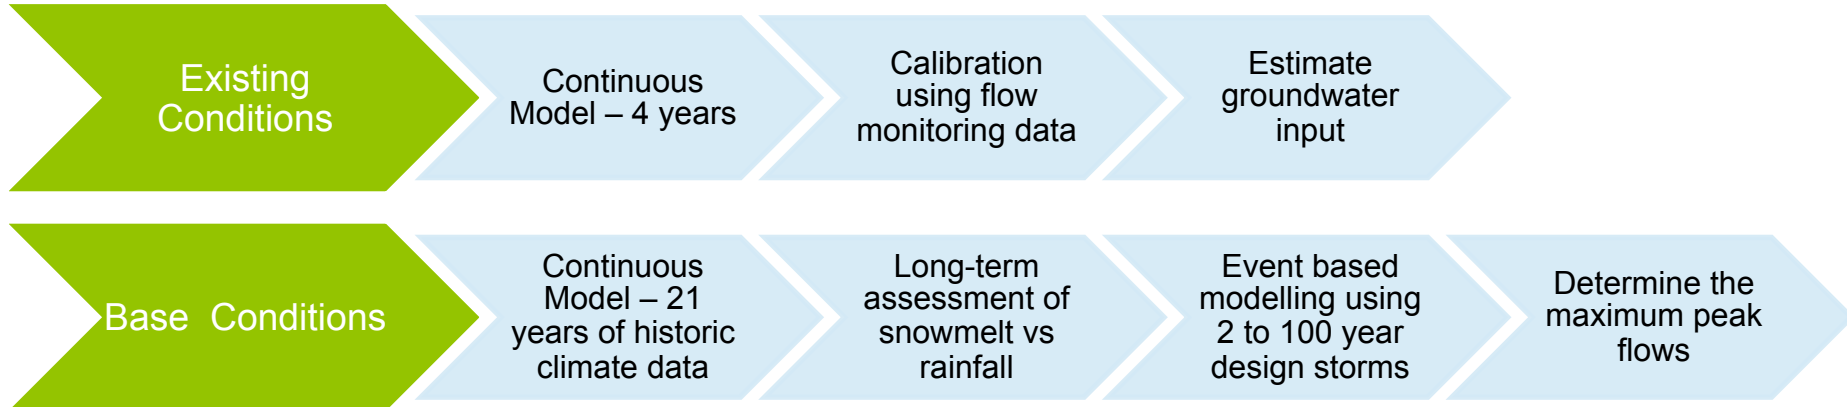 Existing
Conditions
Continuous
Model – 4 years
Calibration
using flow
monitoring data
Estimate
groundwater
input
Base Conditions
Continuous
Model – 21
years of historic
climate data
Long-term
assessment of
snowmelt vs
rainfall
Event based
modelling using
2 to 100 year
design storms
Determine the
maximum peak
flows